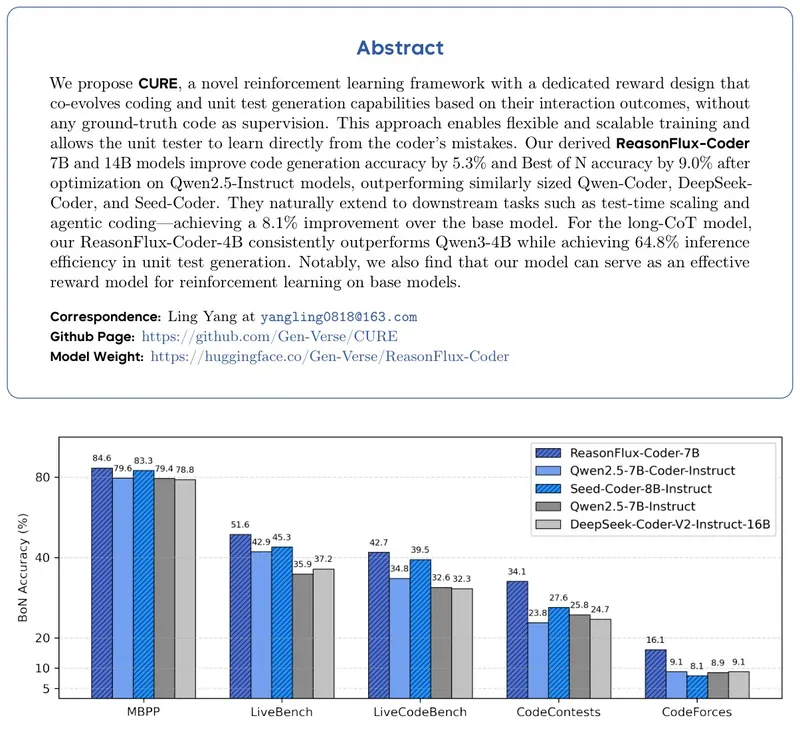 Abstract
We propose CURE, a novel reinforcement learning framework with a dedicated reward design that
co-evolves coding and unit test generation capabilities based on their interaction outcomes, without
any ground-truth code as supervision. This approach enables flexible and scalable training and
allows the unit tester to learn directly from the coder's mistakes. Our derived ReasonFlux-Coder
7B and 14B models improve code generation accuracy by 5.3% and Best of N accuracy by 9.0% after
optimization on Qwen2.5-Instruct models, outperforming similarly sized Qwen-Coder, DeepSeek-
Coder, and Seed-Coder. They naturally extend to downstream tasks such as test-time scaling and
agentic coding—achieving a 8.1% improvement over the base model. For the long-CoT model,
our ReasonFlux-Coder-4B consistently outperforms Qwen3-4B while achieving 64.8% inference
efficiency in unit test generation. Notably, we also find that our model can serve as an effective
reward model for reinforcement learning on base models.
Correspondence: Ling Yang at yangling0818@163.com
Github Page: https://github.com/Gen-Verse/CURE
Model Weight: https://huggingface.co/Gen-Verse/ReasonFlux-Coder
BoN Accuracy (%)
80
40
20
10
5
84.6 79.6 83.3 79.4 78.8
51.6 42.9 45.3 35.9 37.2
42.7 34.8 39.5 32.6 32.3
34.1 23.8 27.6 25.8 24.7
16.1 9.1 8.1 8.9 9.1
ReasonFlux-Coder-7B
Qwen2.5-7B-Coder-Instruct
Seed-Coder-8B-Instruct
Qwen2.5-7B-Instruct
DeepSeek-Coder-V2-Instruct-16B
MBPP LiveBench LiveCodeBench CodeContests CodeForces